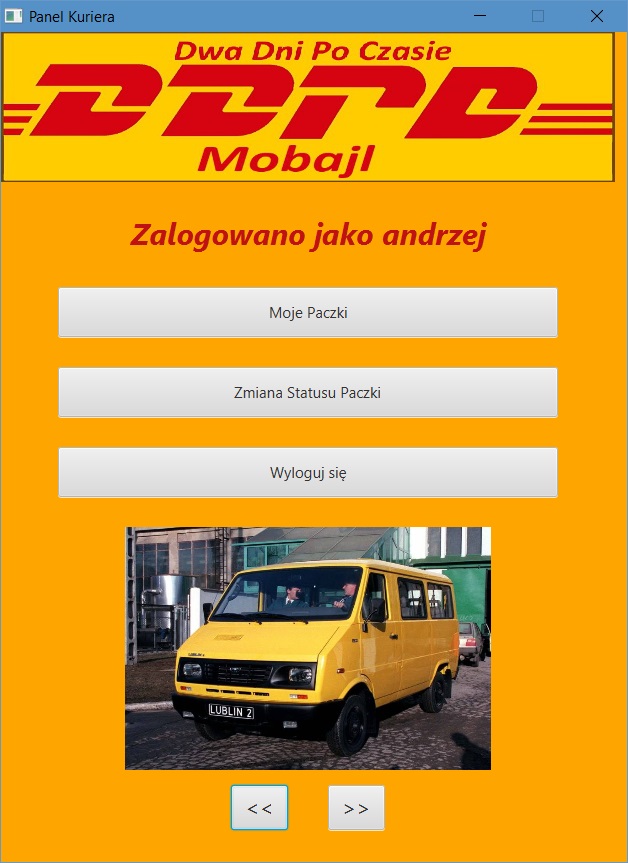 Panel Kuriera
Dwa Dni Po Czasie
DDPD
Mobajl
Zalogowano jako andrzej
Moje Paczki
Zmiana Statusu Paczki
Wyloguj się
LUBLIN 2
<< >>